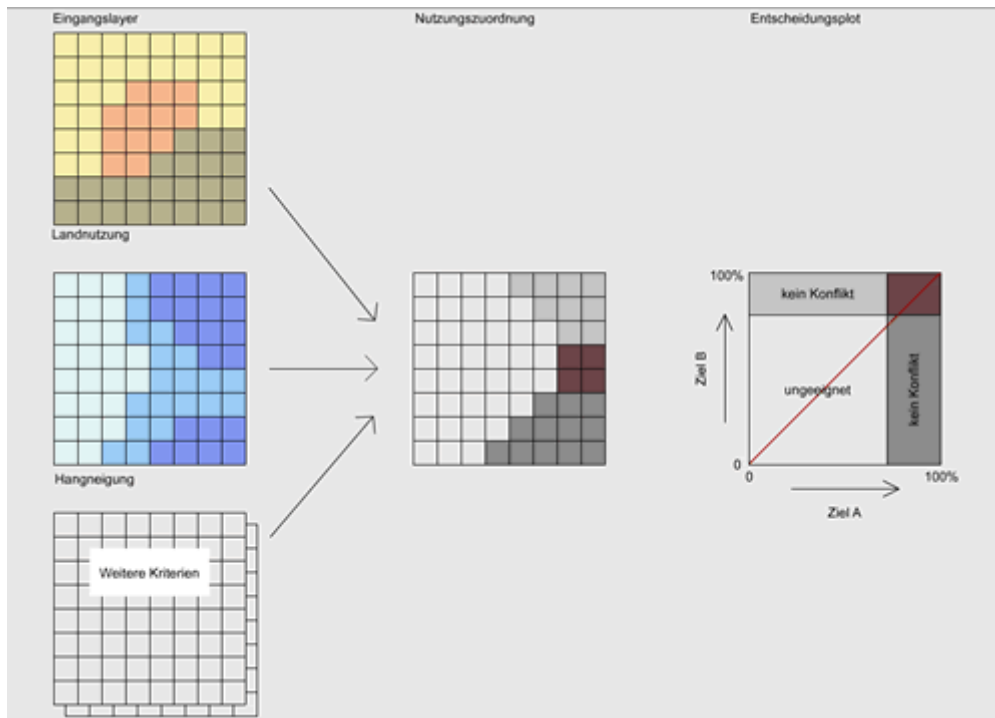 Eingangslayer
Nutzungszuordnung
Entscheidungsplot
Landnutzung
Hangneigung
Weitere Kriterien
100%
kein Konflikt
Ziel B
ungeeignet
kein Konflikt
0
0
100%
Ziel A